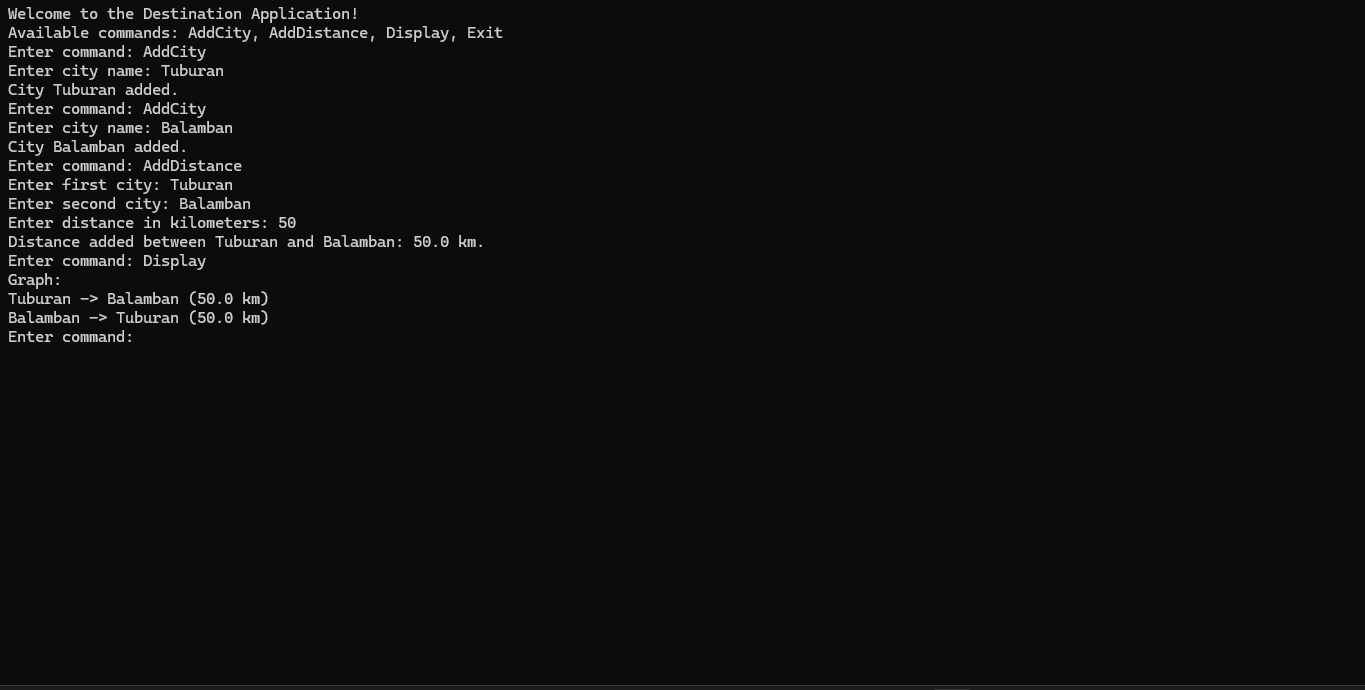 Welcome to the Destination Application!
Available commands: AddCity, AddDistance, Display, Exit
Enter command: AddCity
Enter city name: Tuburan
City Tuburan added.
Enter command: AddCity
Enter city name: Balamban
City Balamban added.
Enter command: AddDistance
Enter first city: Tuburan
Enter second city: Balamban
Enter distance in kilometers: 50
Distance added between Tuburan and Balamban: 50.0 km.
Enter command: Display
Graph:
Tuburan -> Balamban (50.0 km)
Balamban -> Tuburan (50.0 km)
Enter command: